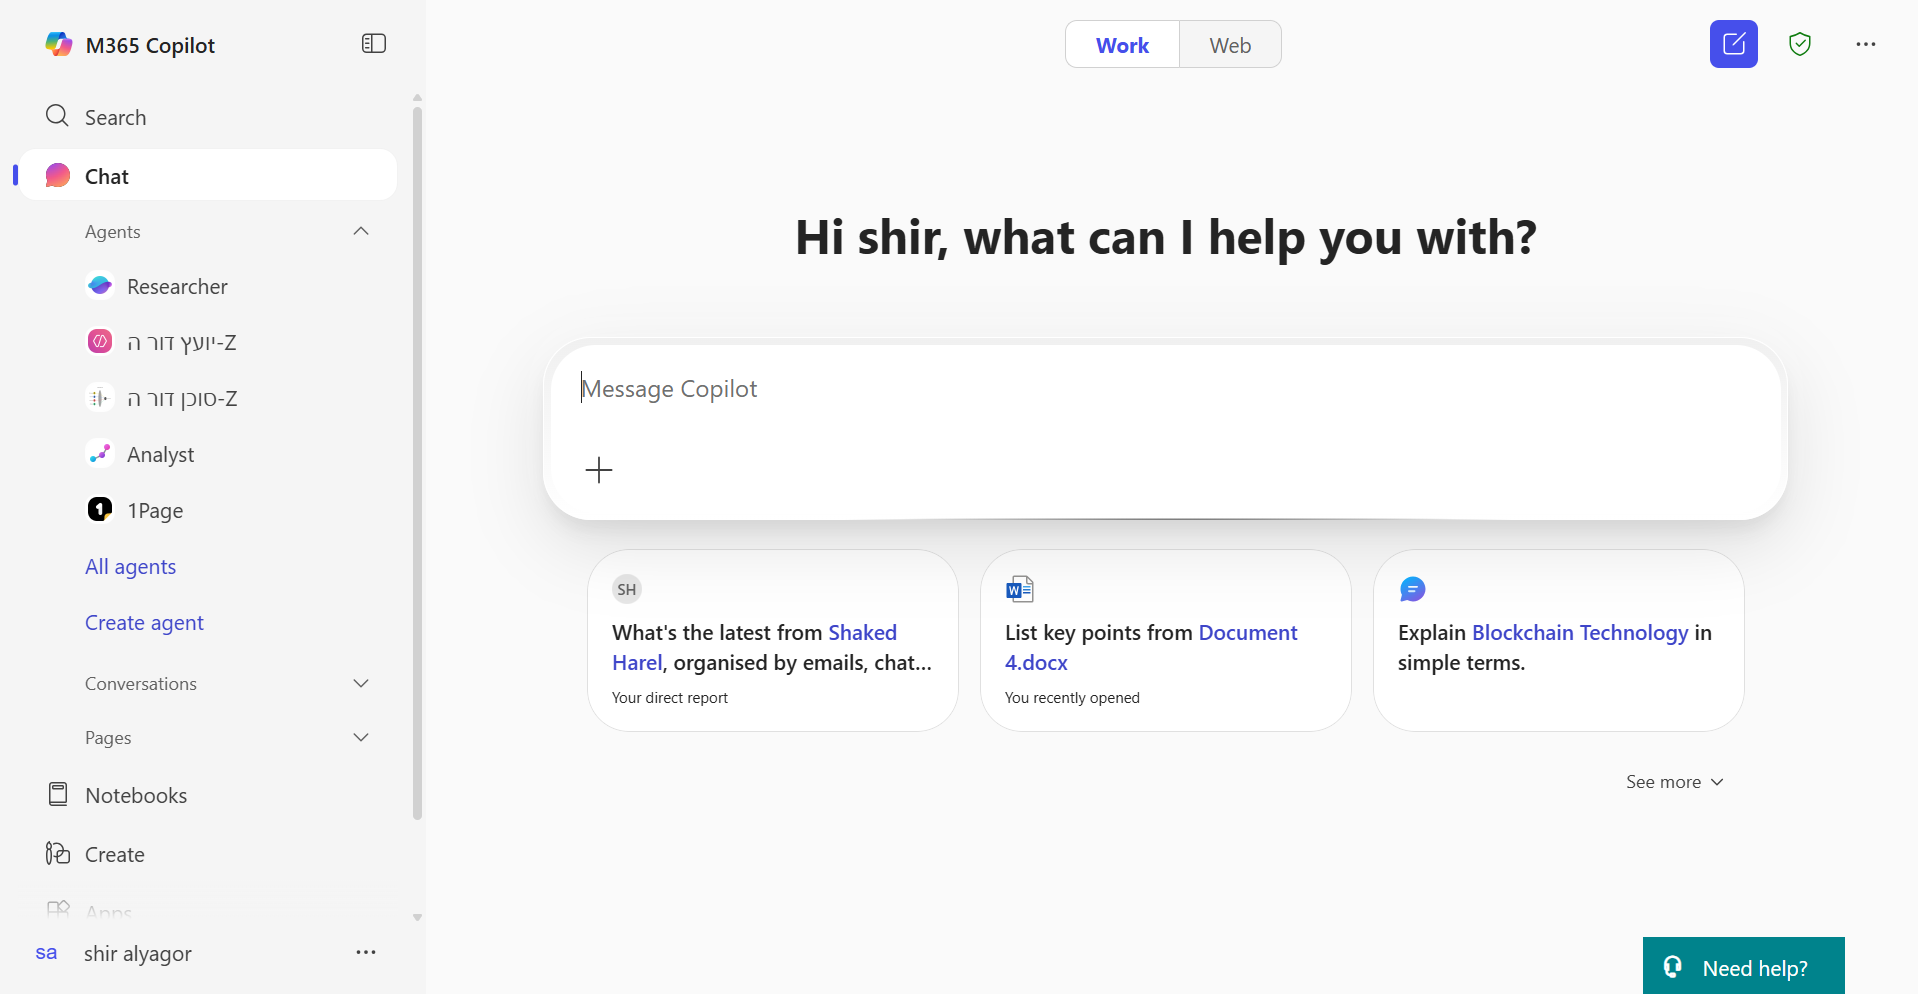 M365 Copilot
Search
Chat
Agents
Researcher
יועץ דור ה-Z
סוכן דור ה-Z
Analyst
1Page
All agents
Create agent
Conversations
Pages
Notebooks
Create
Apps
sa shir alyagor
Work Web
Hi shir, what can I help you with?
Message Copilot
SH
What's the latest from Shaked
Harel, organised by emails, chat...
Your direct report
List key points from Document
4.docx
You recently opened
Explain Blockchain Technology in
simple terms.
See more
Need help?